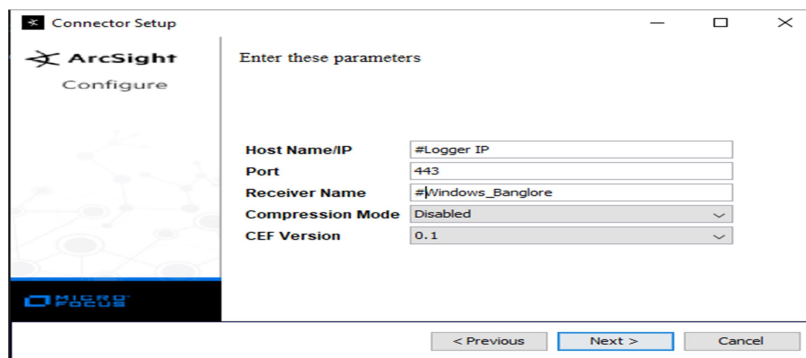 Connector Setup
ArcSight
Configure
Enter these parameters
Host Name/IP #Logger IP
Port 443
Receiver Name #Windows_Banglore
Compression Mode Disabled
CEF Version 0.1
MICRO
FOCUS
< Previous Next > Cancel